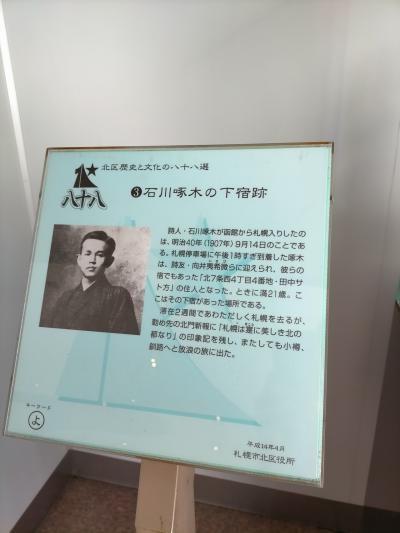 北区歴史と文化の八十八選
八十八
❸石川啄木の下宿跡
詩人・石川啄木が函館から札幌入りしたの
は、明治40年(1907年)9月14日のことであ
る。札幌停車場に午後1時すぎ到着した啄木
は、詩友・向井夷希微らに迎えられ、彼らの
宿でもあった「北7条西4丁目4番地・田中サ
ト方」の住人となった。ときに満21歳。こ
こはその下宿があった場所である。
滞在2週間であわただしく札幌を去るが、
勤め先の北門新報に「札幌は寔に美しき北の
都なり」の印象記を残し、またしても小樽、
釧路へと放浪の旅に出た。
キーワード
よ
平成14年4月
札幌市北区役所